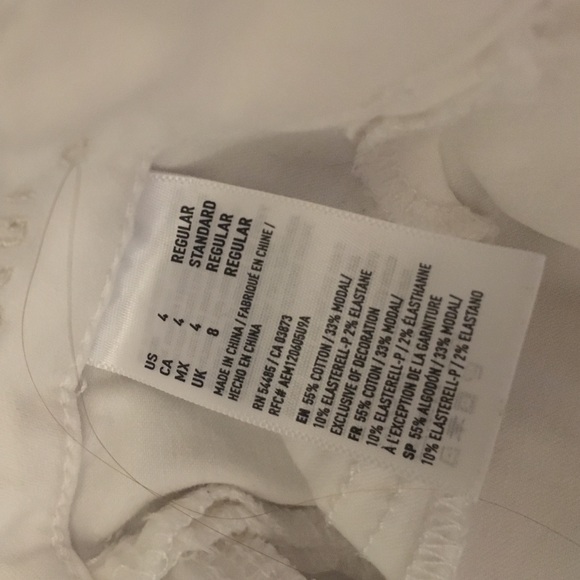 US 4 REGULAR
CA 4 STANDARD
MX 4 REGULAR
UK 8 REGULAR
MADE IN CHINA / FABRIQUÉ EN CHINE /
HECHO EN CHINA
RN 54485 / CA 03873
RFC# AEM120605U9A
EN 55% COTTON / 33% MODAL/
10% ELASTERELL-P / 2% ELASTANE
EXCLUSIVE OF DECORATION
FR 55% COTON / 33% MODAL/
10% ELASTERELL-P / 2% ÉLASTHANNE
À L'EXCEPTION DE LA GARNITURE
SP 55% ALGODÓN / 33% MODAL/
10% ELASTERELL-P / 2% ELASTANO